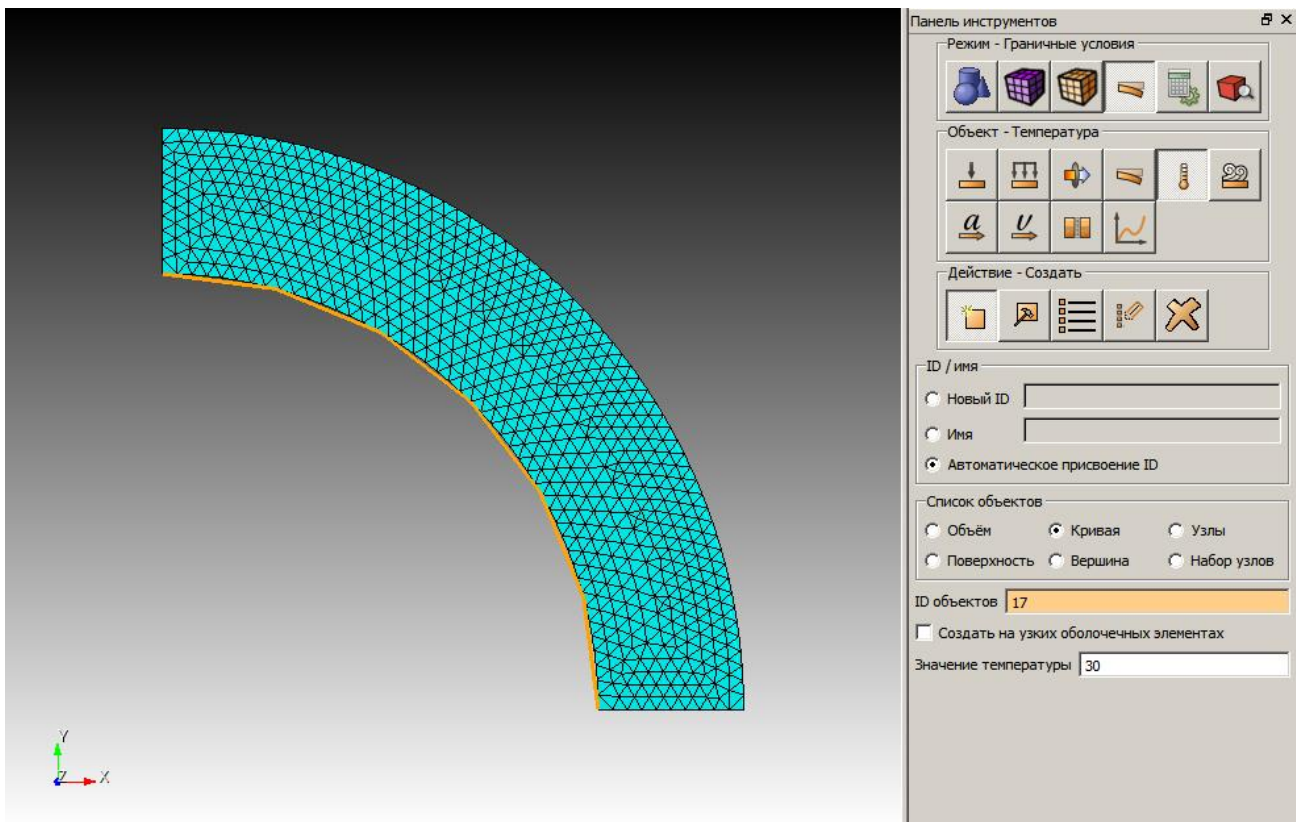 Панель инструментов
Режим - Граничные условия
Объект - Температура
a
v
Действие - Создать
ID / имя
Новый ID
Имя
Автоматическое присвоение ID
Список объектов
Объём Кривая Узлы
Поверхность Вершина Набор узлов
ID объектов 17
Создать на узких оболочечных элементах
Значение температуры 30
Y
Z X